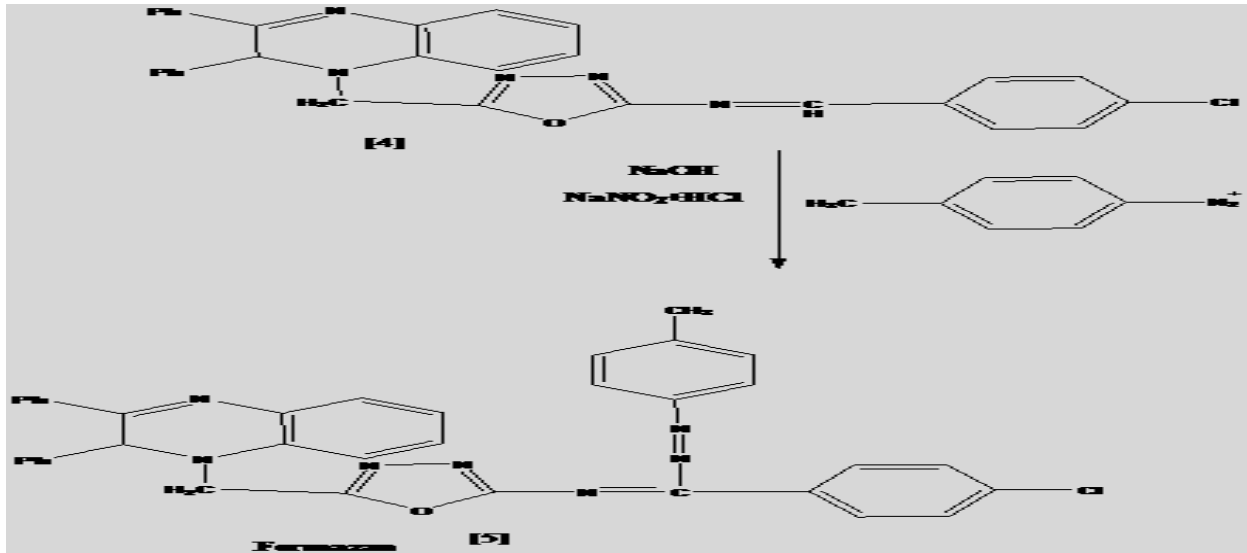 Ph N
Ph N
H₂C N N O N C H Cl
[4]
NaOH
NaNO₂+HCl
H₃C N₂⁺
CH₃
Ph N
Ph N
N
N
H₂C N N O N C Cl
[5]
Formazan